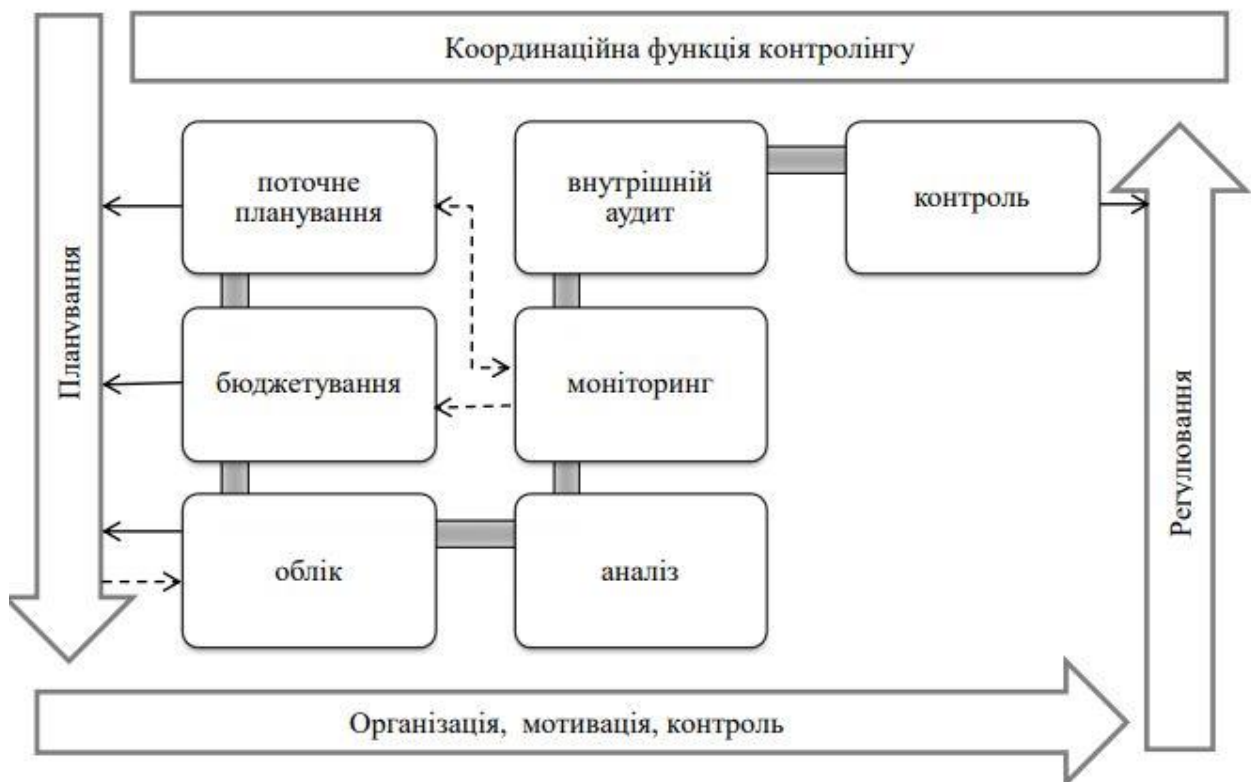 Координаційна функція контролінгу
Планування
поточне
планування
внутрішній
аудит
контроль
бюджетування
моніторинг
Регулювання
облік
аналіз
Організація, мотивація, контроль